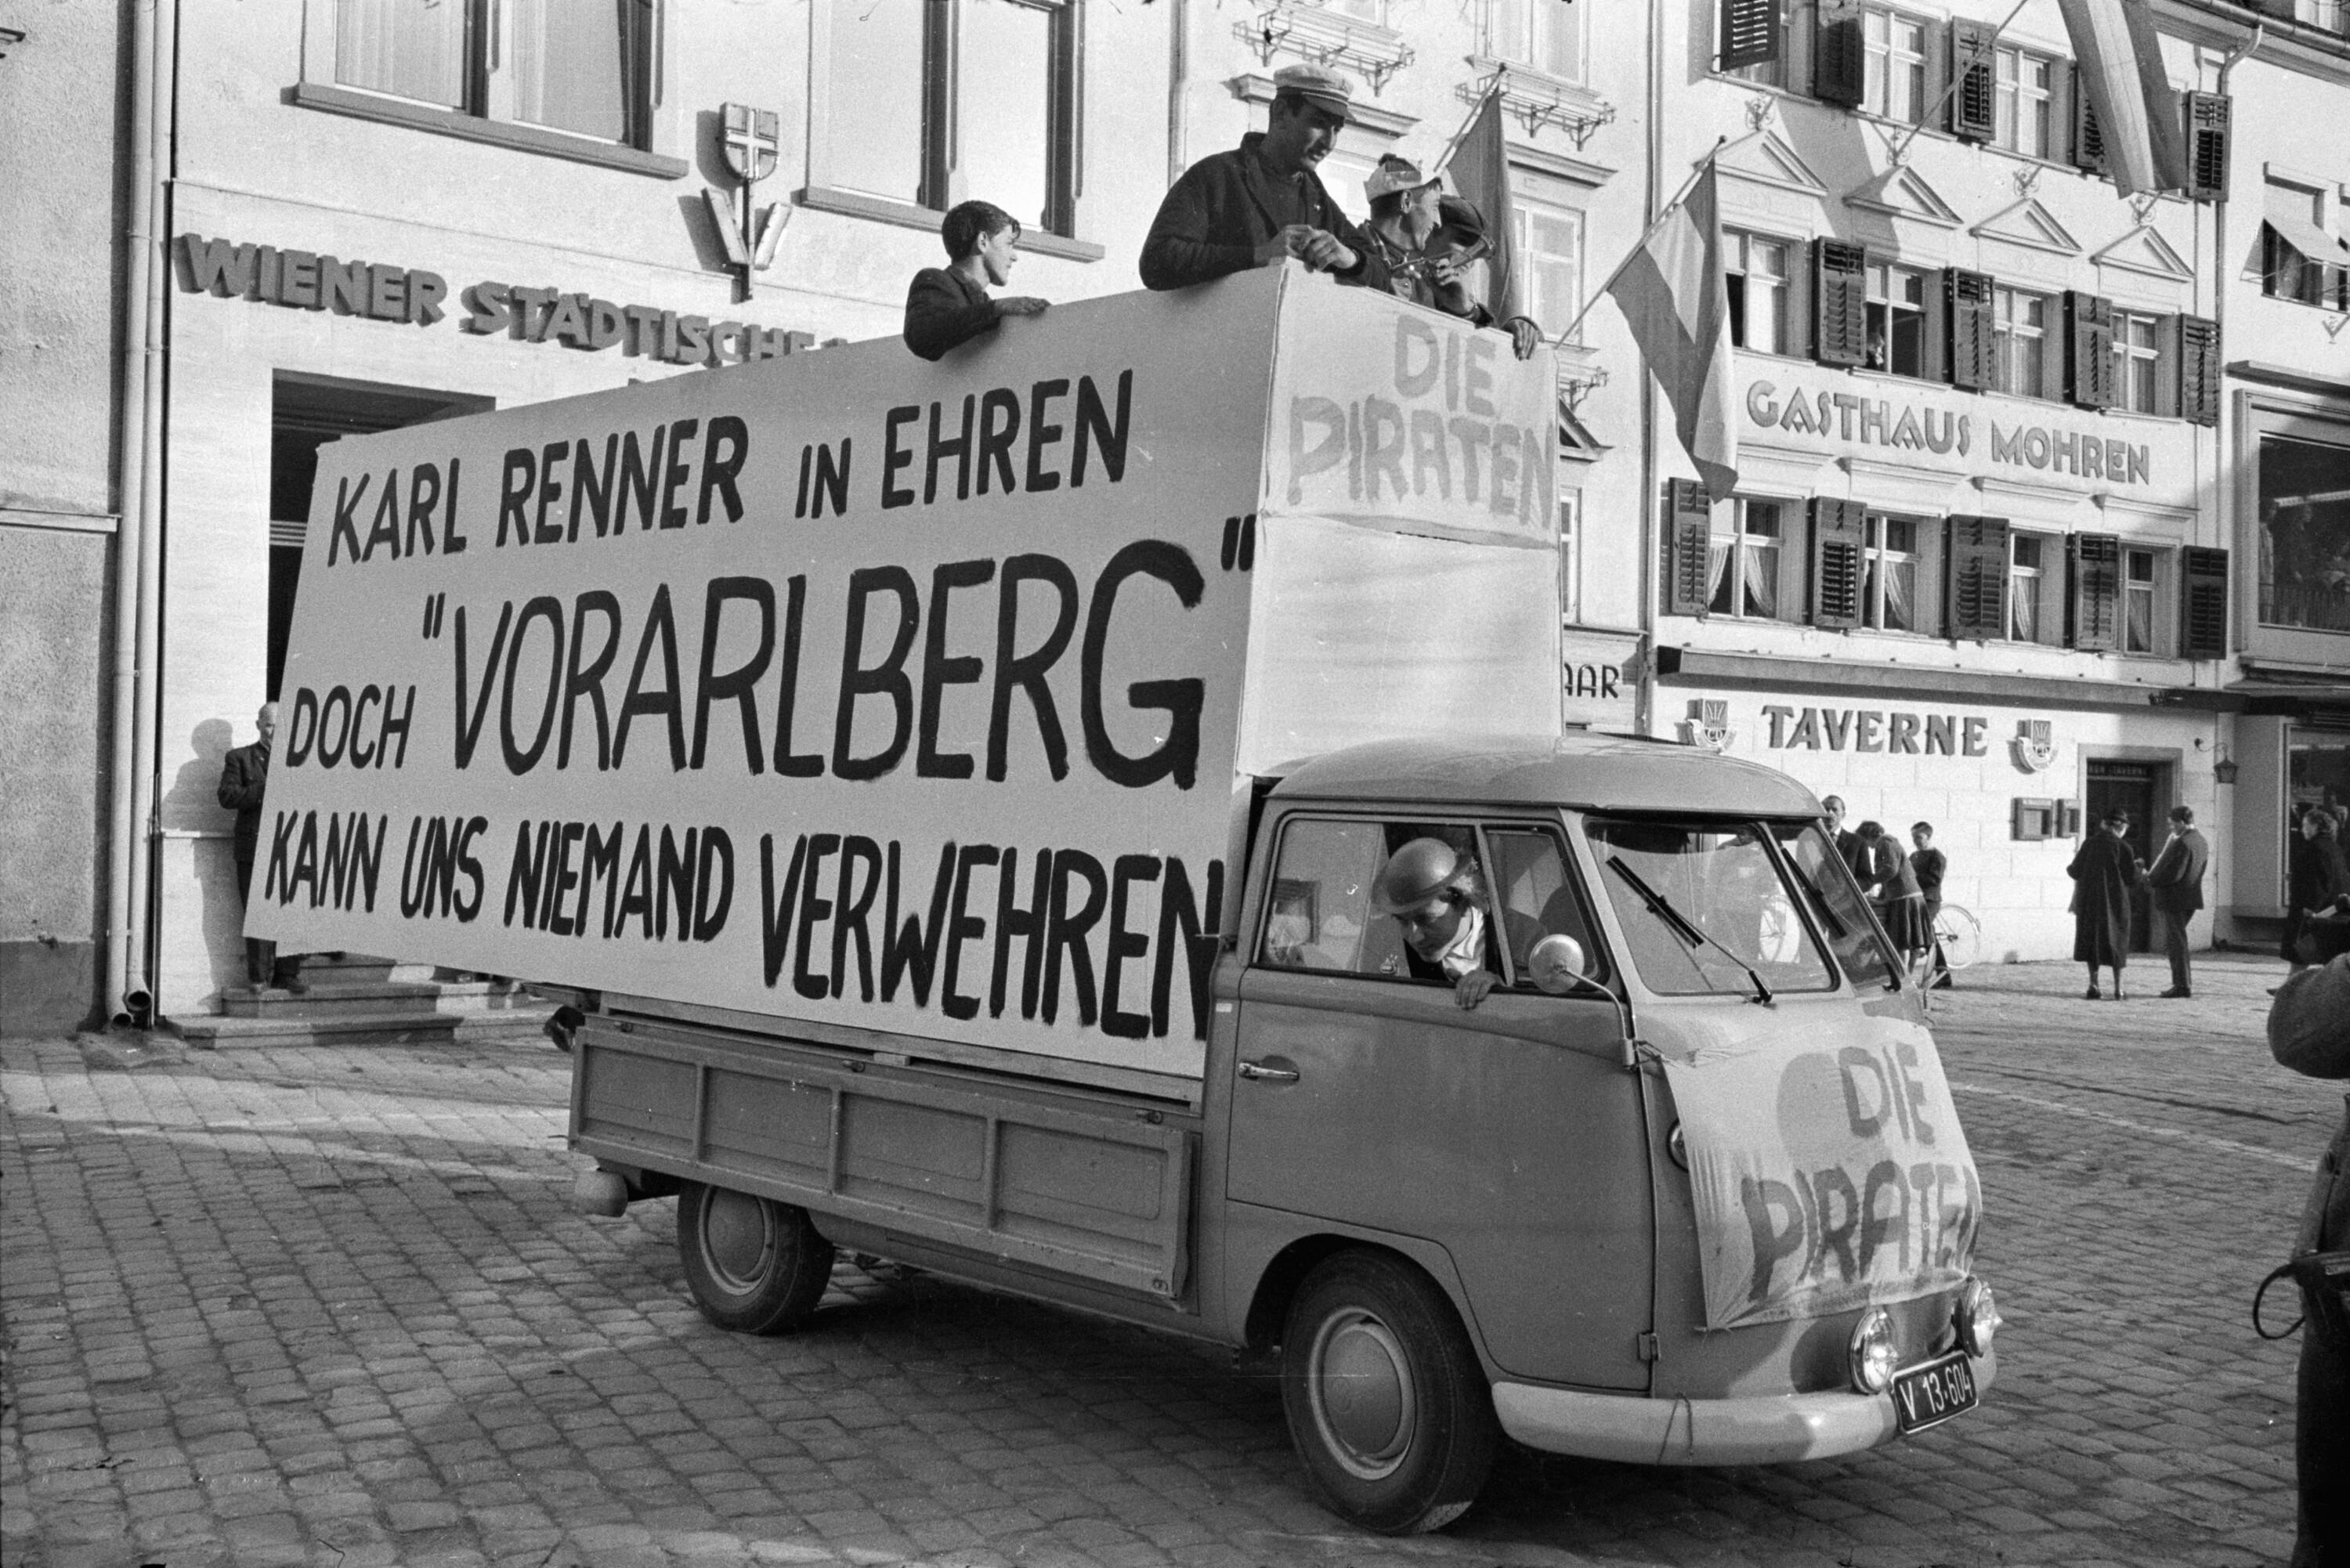 WIENER STÄDTISCHE
KARL RENNER IN EHREN
DOCH "VORARLBERG"
KANN UNS NIEMAND VERWEHREN
DIE
PIRATEN
GASTHAUS MOHREN
TAVERNE
DIE
PIRATEN
V 13·604